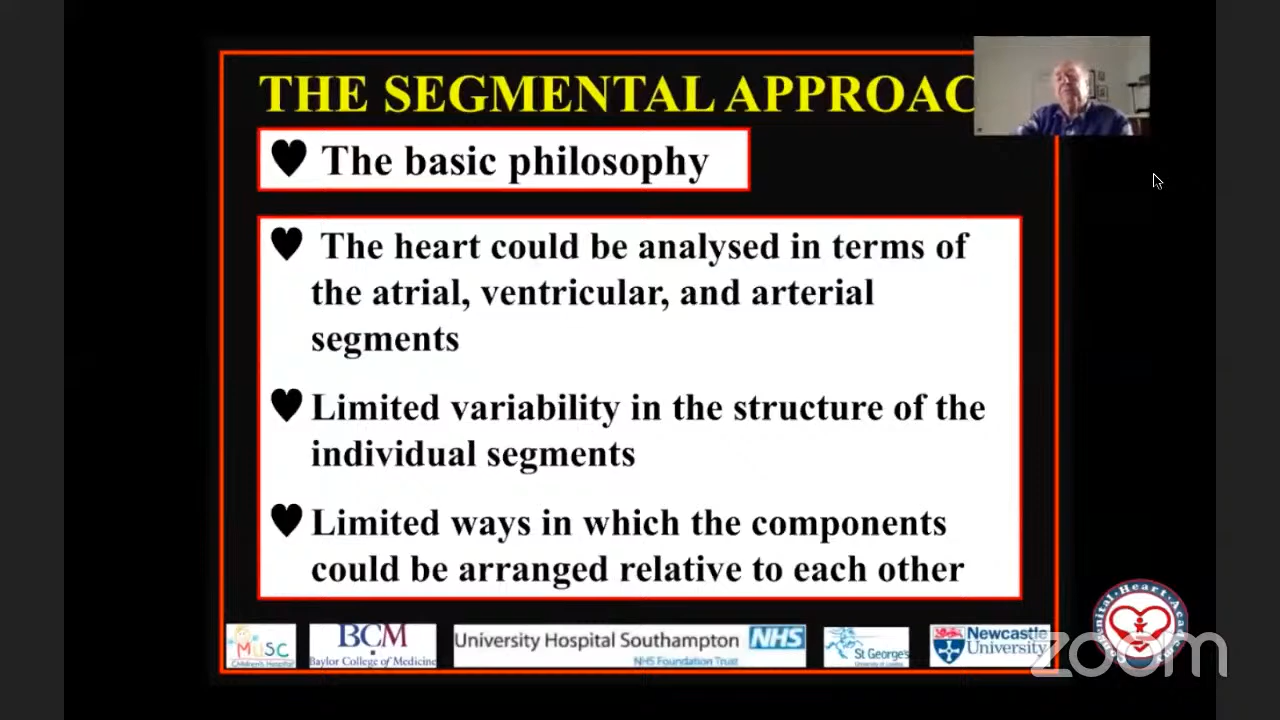 THE SEGMENTAL APPROAC
♥ The basic philosophy
♥ The heart could be analysed in terms of
the atrial, ventricular, and arterial
segments
♥ Limited variability in the structure of the
individual segments
♥ Limited ways in which the components
could be arranged relative to each other
MUSC
Children's Hospital
BCM
Baylor College of Medicine
University Hospital Southampton NHS
NHS Foundation Trust
St George's
University of London
Newcastle
University
zoom